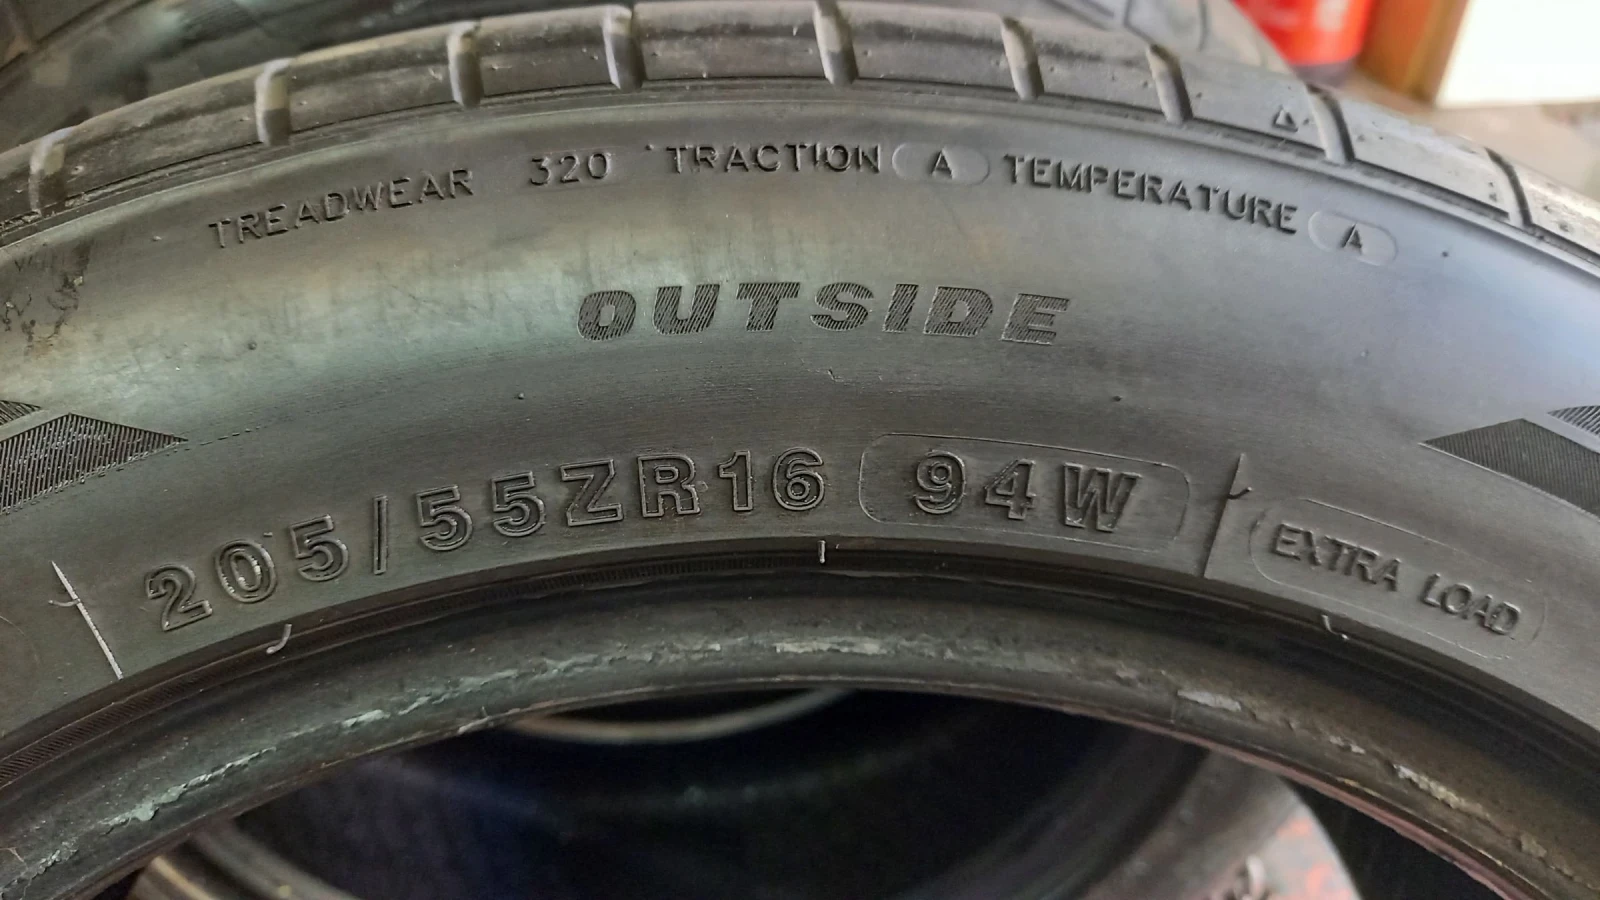 TREADWEAR 320 TRACTION A TEMPERATURE A
OUTSIDE
205/55ZR16 94W EXTRA LOAD